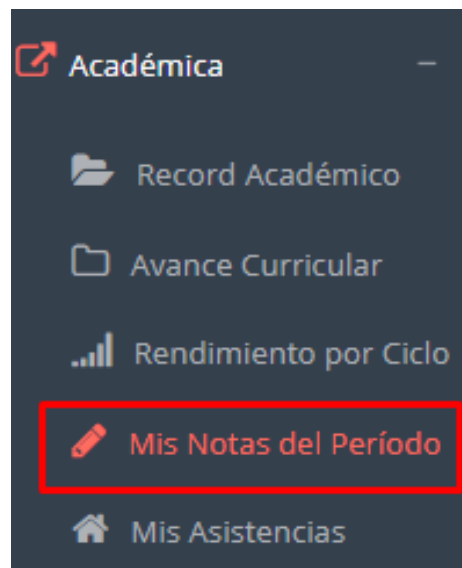 Académica
Record Académico
Avance Curricular
Rendimiento por Ciclo
Mis Notas del Período
Mis Asistencias